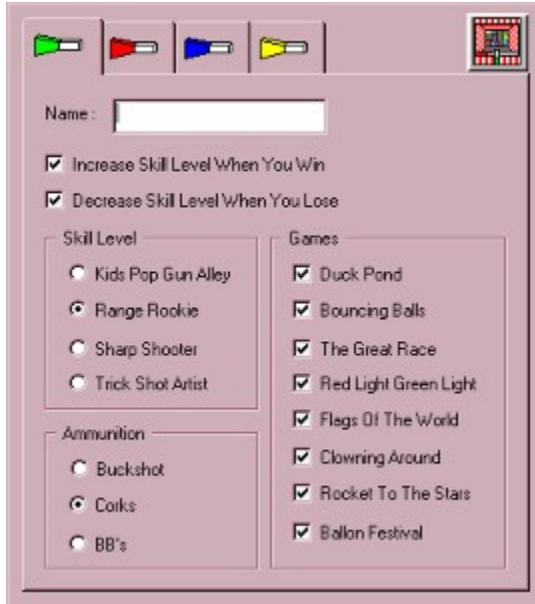 Name :
Increase Skill Level When You Win
Decrease Skill Level When You Lose
Skill Level
Kids Pop Gun Alley
Range Rookie
Sharp Shooter
Trick Shot Artist
Ammunition
Buckshot
Corks
BB's
Games
Duck Pond
Bouncing Balls
The Great Race
Red Light Green Light
Flags Of The World
Clowning Around
Rocket To The Stars
Ballon Festival